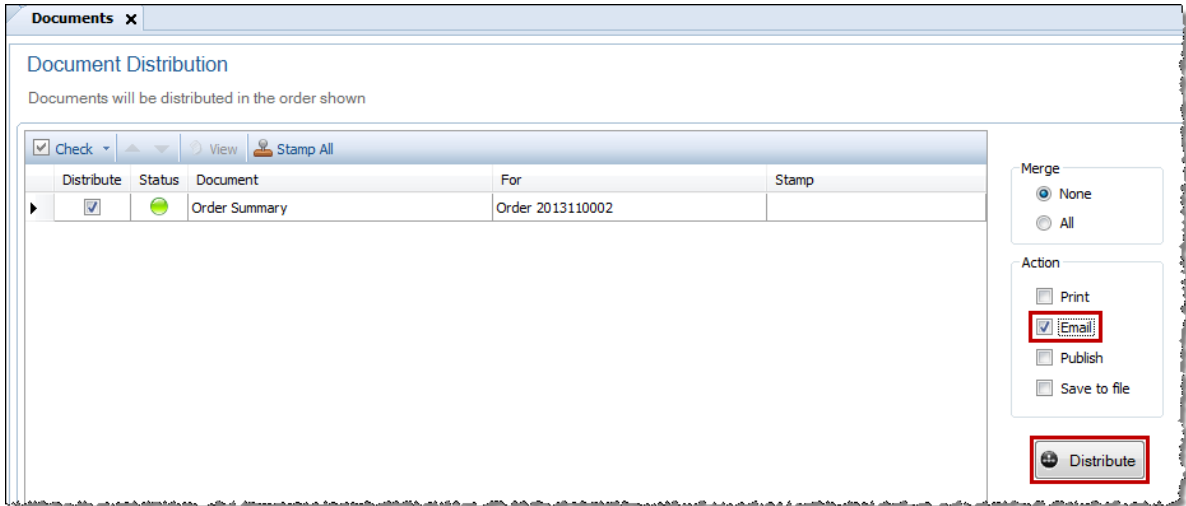 Documents x
Document Distribution
Documents will be distributed in the order shown
Check View Stamp All
Distribute Status Document For Stamp
Order Summary Order 2013110002
Merge
None
All
Action
Print
Email
Publish
Save to file
Distribute